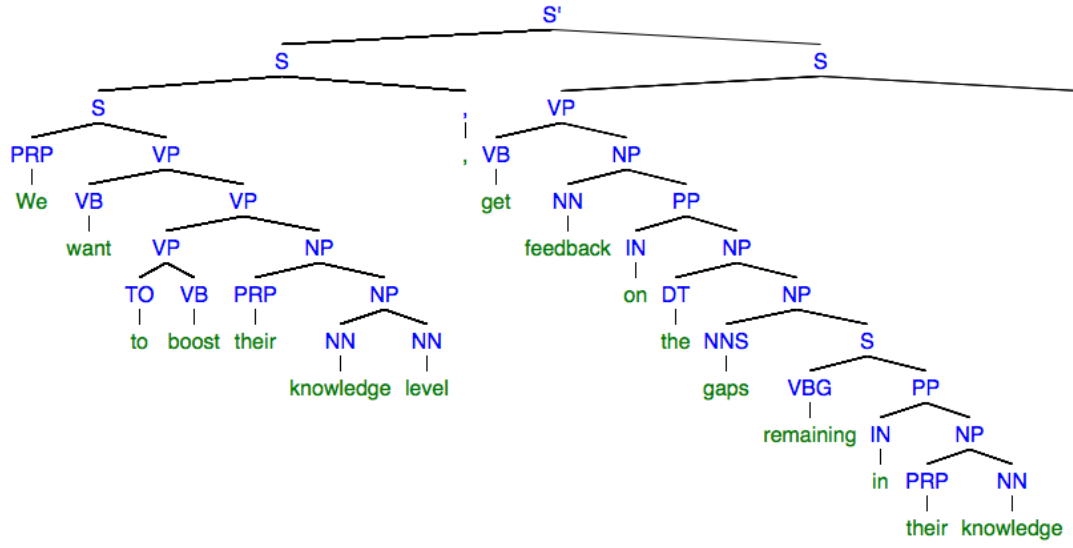 S'
S S
S , VP
PRP VP , VB NP
We VB VP get NN PP
want VP NP feedback IN NP
TO VB PRP NP on DT NP
to boost their NN NN the NNS S
knowledge level gaps VBG PP
remaining IN NP
in PRP NN
their knowledge